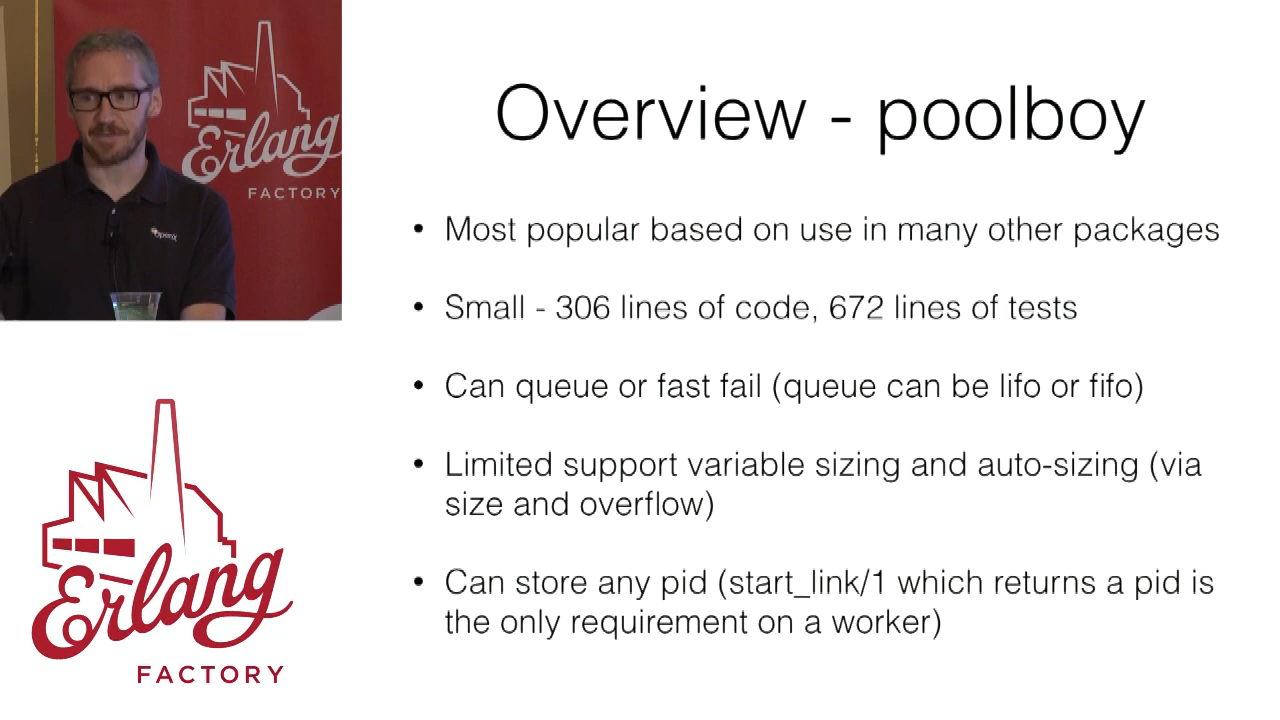 Erlang
FACTORY
Overview - poolboy
• Most popular based on use in many other packages
• Small - 306 lines of code, 672 lines of tests
• Can queue or fast fail (queue can be lifo or fifo)
• Limited support variable sizing and auto-sizing (via
size and overflow)
• Can store any pid (start_link/1 which returns a pid is
the only requirement on a worker)
Erlang
FACTORY